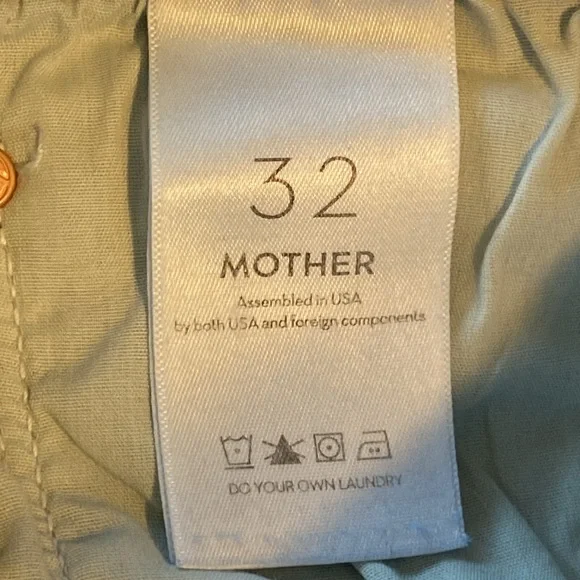 32
MOTHER
Assembled in USA
by both USA and foreign components
DO YOUR OWN LAUNDRY